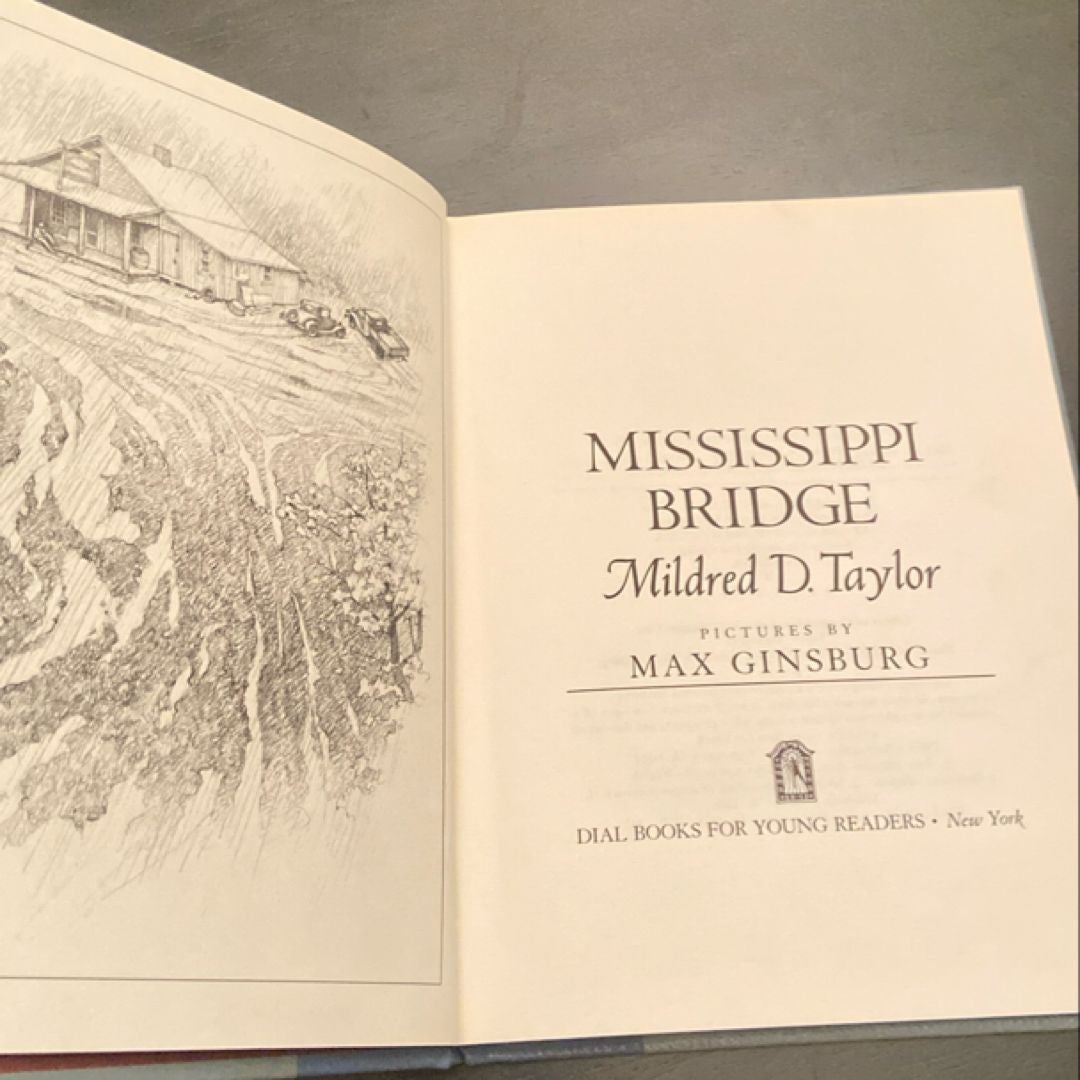 MISSISSIPPI
BRIDGE
Mildred D. Taylor
PICTURES BY
MAX GINSBURG
DIAL BOOKS FOR YOUNG READERS • New York